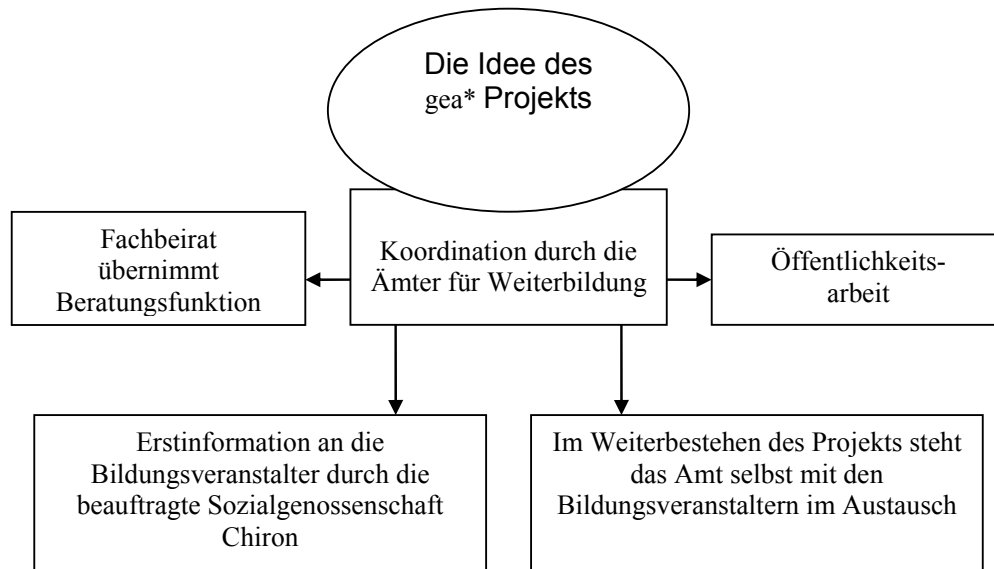 Die Idee des
gea* Projekts
Fachbeirat
übernimmt
Beratungsfunktion
Koordination durch die
Ämter für Weiterbildung
Öffentlichkeits-
arbeit
Erstinformation an die
Bildungsveranstalter durch die
beauftragte Sozialgenossenschaft
Chiron
Im Weiterbestehen des Projekts steht
das Amt selbst mit den
Bildungsveranstaltern im Austausch